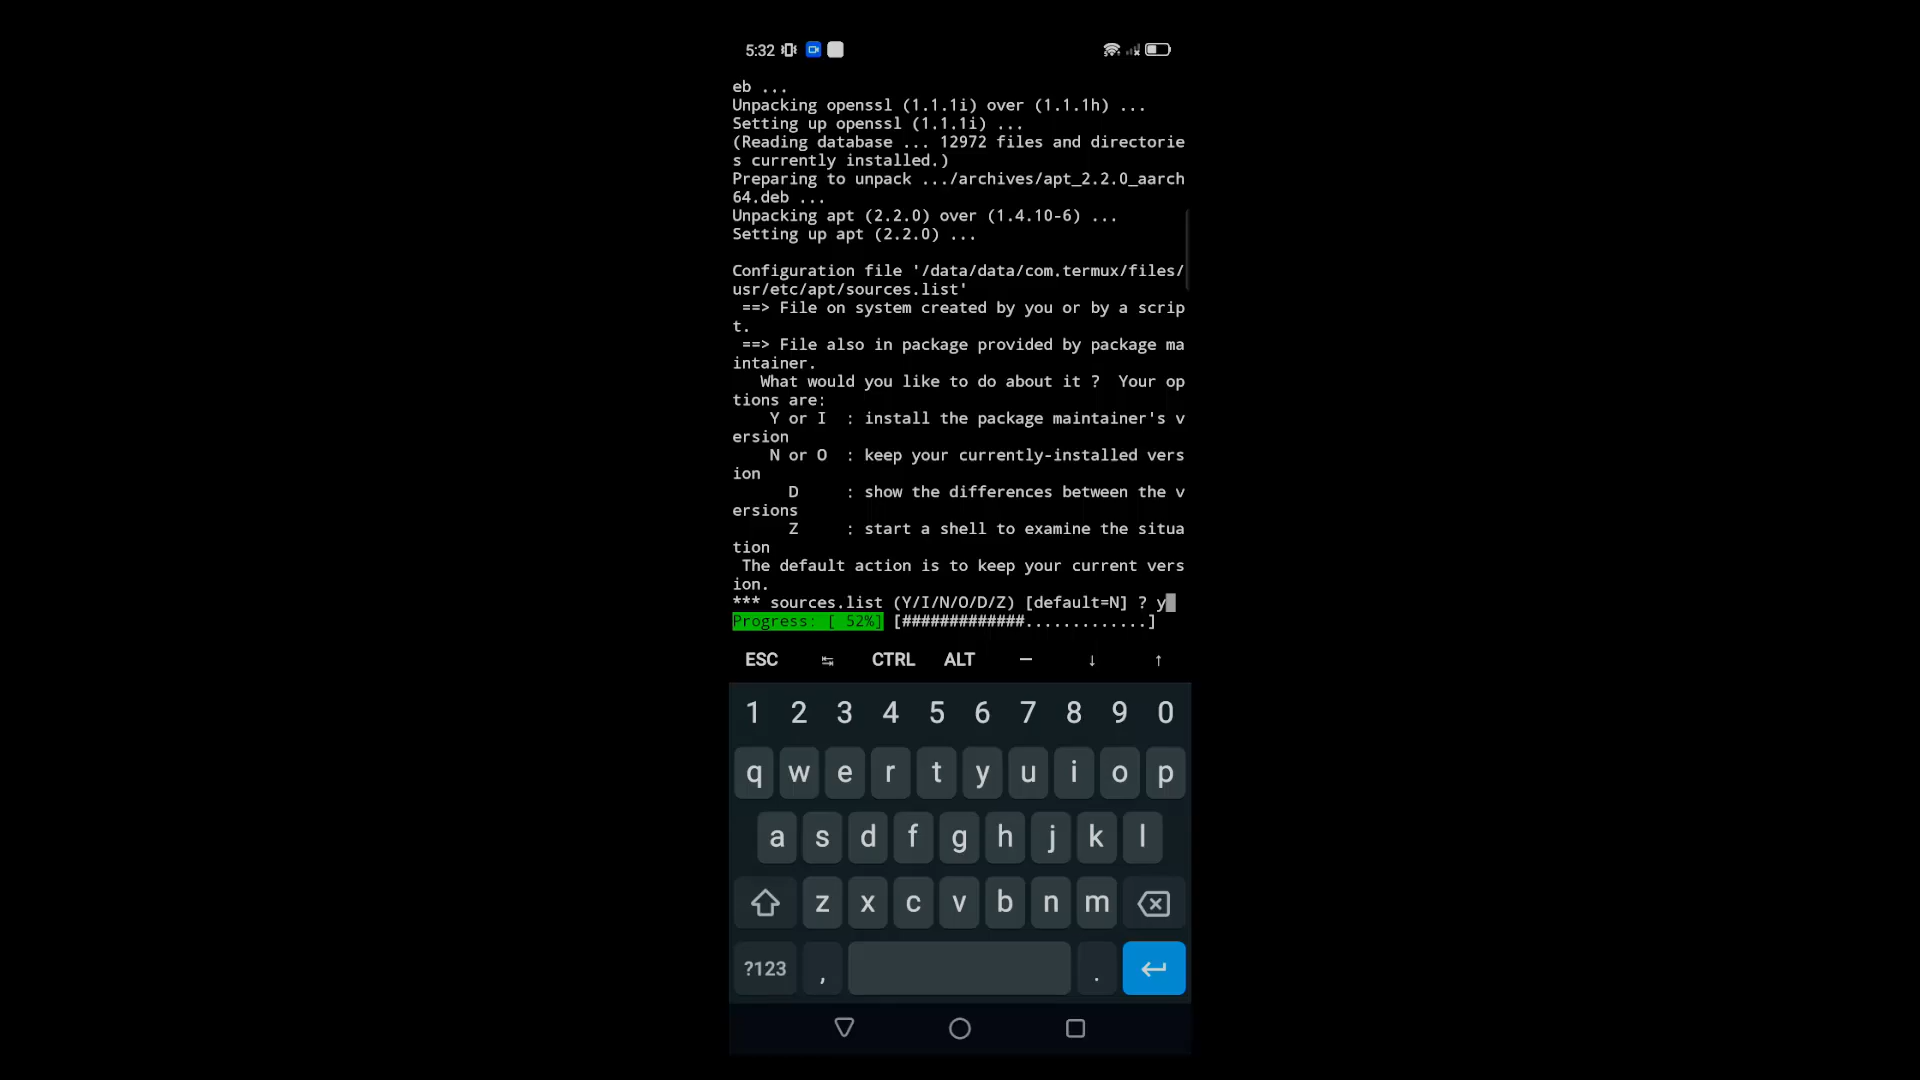 5:32
eb ...
Unpacking openssl (1.1.1i) over (1.1.1h) ...
Setting up openssl (1.1.1i) ...
(Reading database ... 12972 files and directorie
s currently installed.)
Preparing to unpack .../archives/apt_2.2.0_aarch
64.deb ...
Unpacking apt (2.2.0) over (1.4.10-6) ...
Setting up apt (2.2.0) ...
Configuration file '/data/data/com.termux/files/
usr/etc/apt/sources.list'
 ==> File on system created by you or by a scrip
t.
 ==> File also in package provided by package ma
intainer.
   What would you like to do about it ?  Your op
tions are:
    Y or I  : install the package maintainer's v
ersion
    N or O  : keep your currently-installed vers
ion
      D     : show the differences between the v
ersions
      Z     : start a shell to examine the situa
tion
 The default action is to keep your current vers
ion.
*** sources.list (Y/I/N/O/D/Z) [default=N] ? y
Progress: [ 52%] [#############.............]
ESC ↹ CTRL ALT – ↓ ↑
1 2 3 4 5 6 7 8 9 0
q w e r t y u i o p
a s d f g h j k l
z x c v b n m
?123 , .